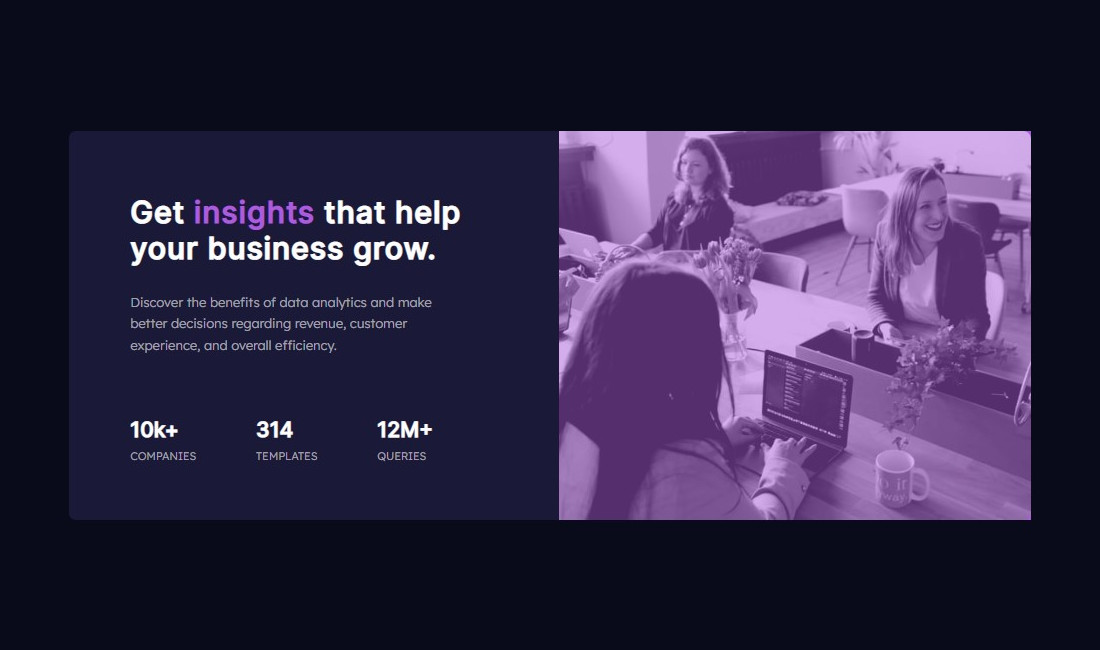 Get insights that help
your business grow.
Discover the benefits of data analytics and make
better decisions regarding revenue, customer
experience, and overall efficiency.
10k+ 314 12M+
COMPANIES TEMPLATES QUERIES